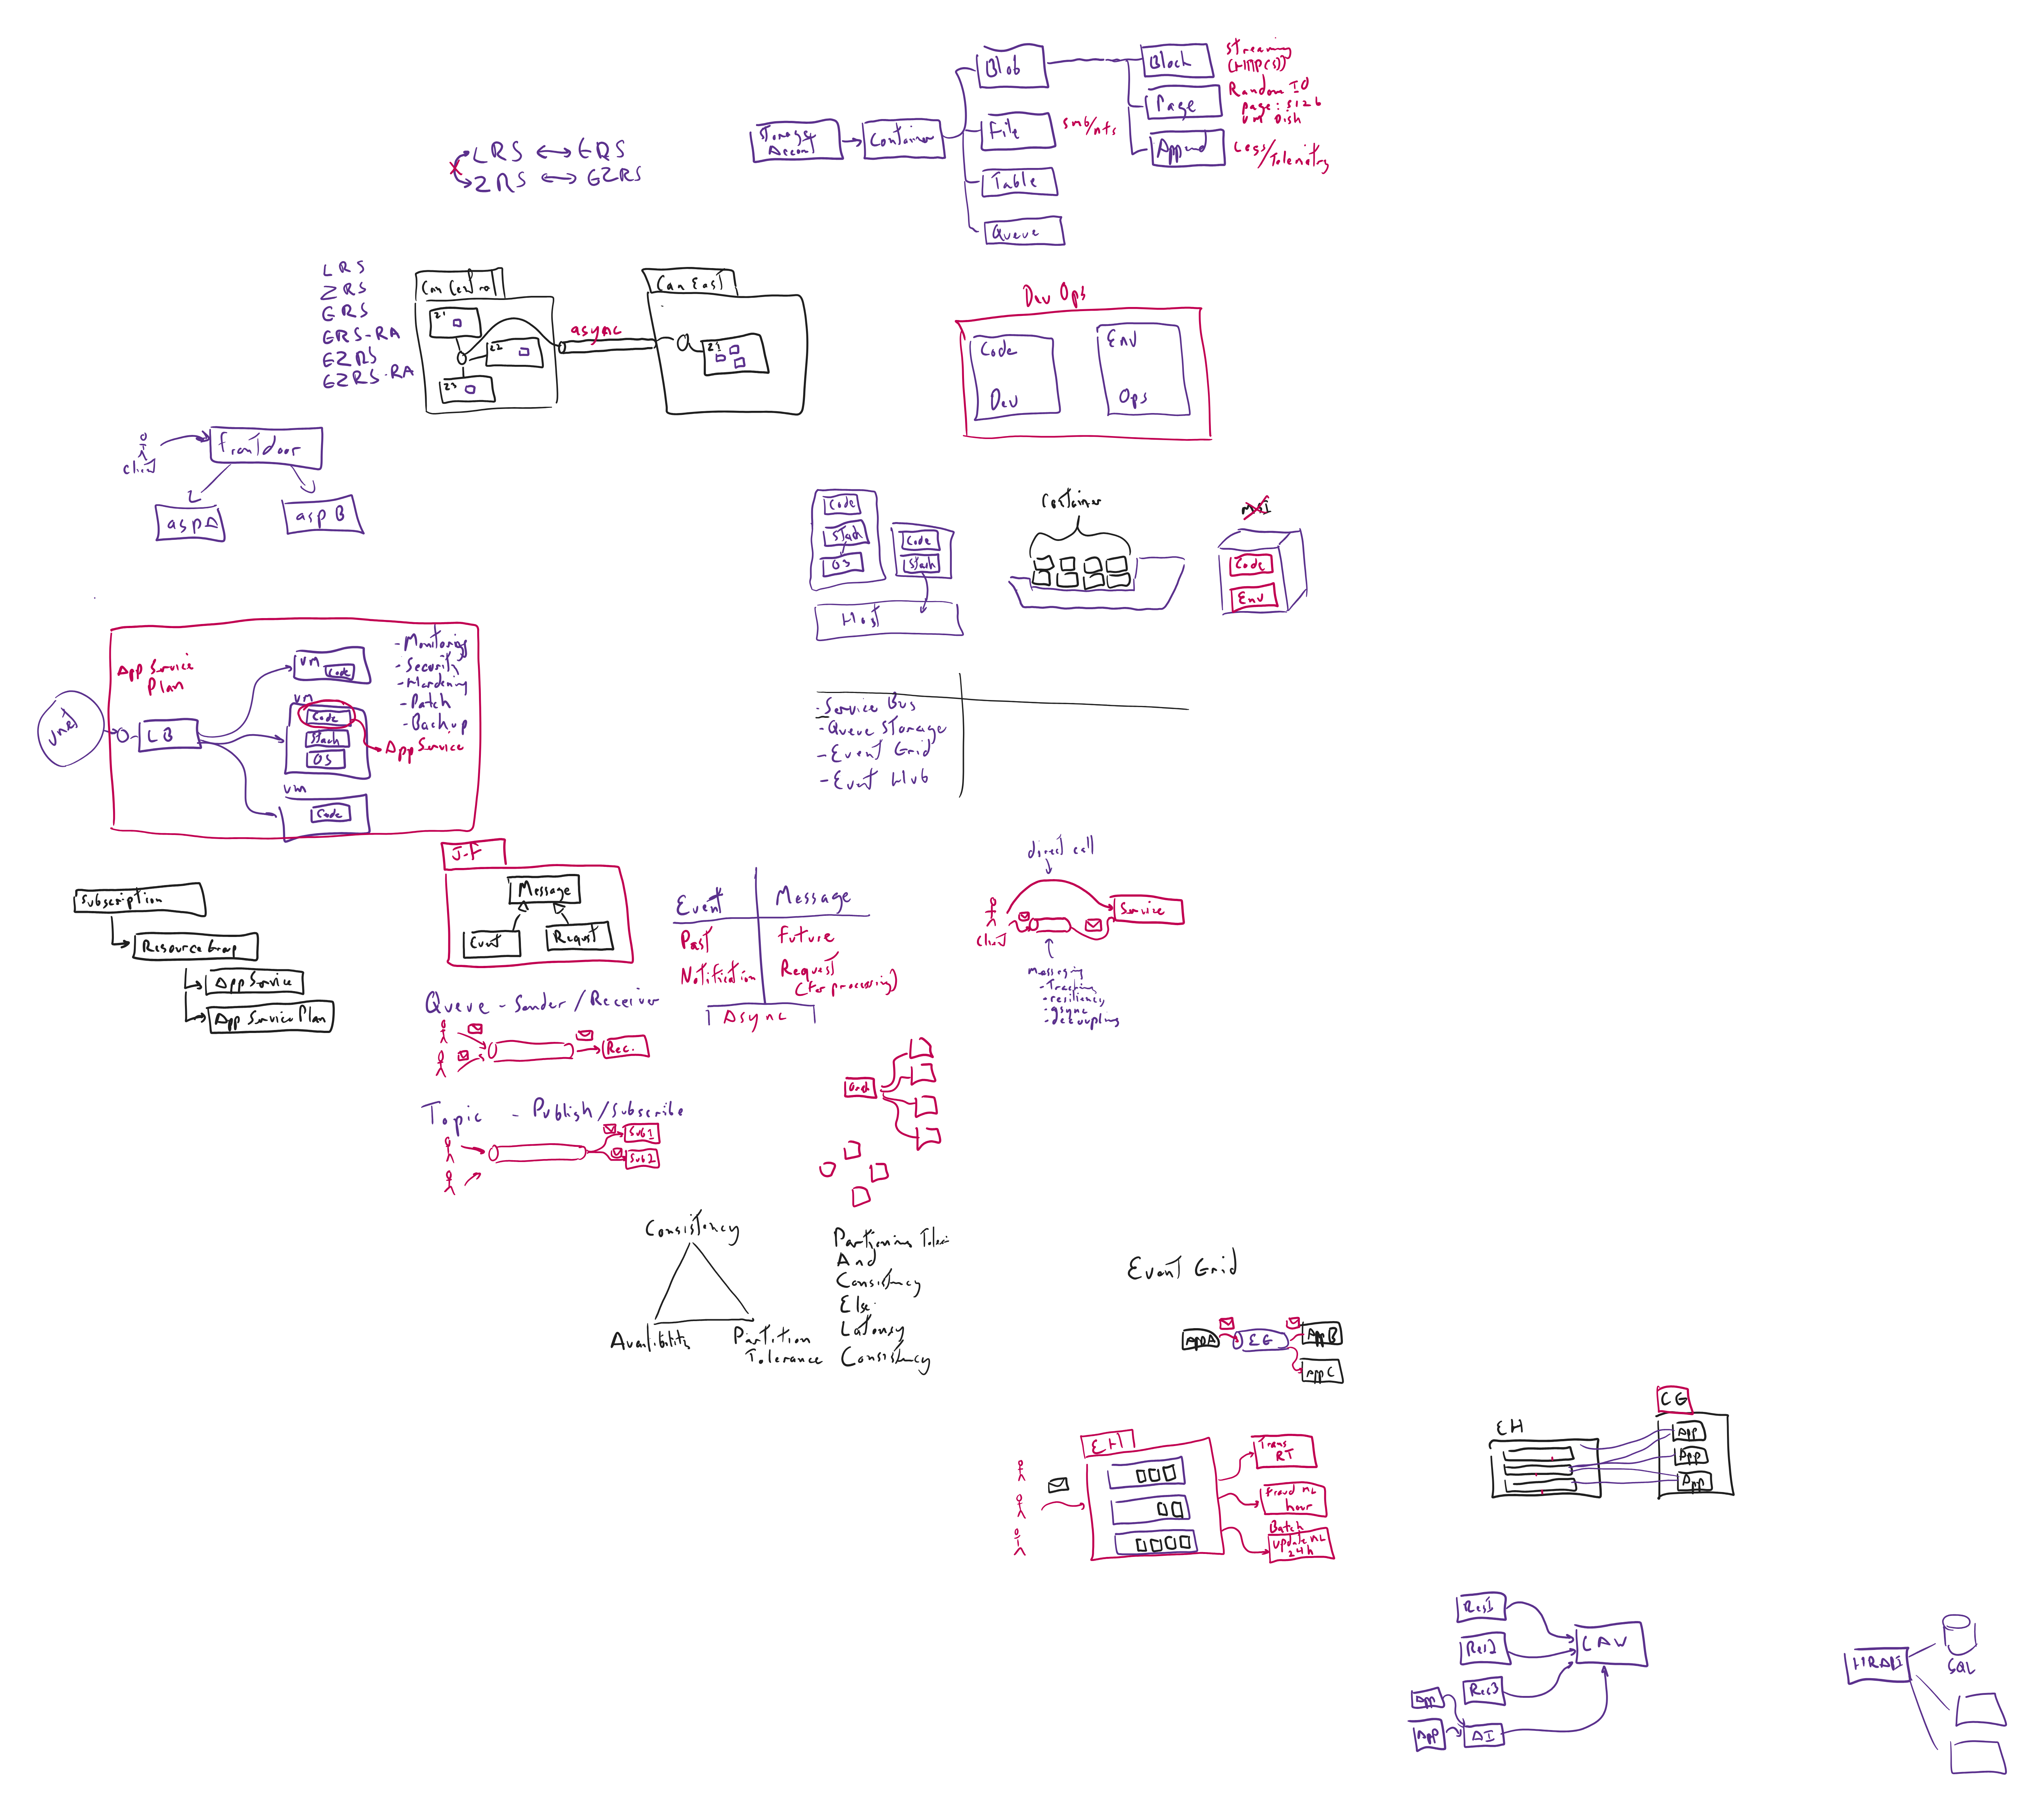 Blob
Block
Streaming
(HTTP(S))
Page
Random IO
page: 512b
VM Disk
Storage
Account
Container
File
smb/nfs
Append
Logs/Telemetry
Table
Queue
LRS ↔ GRS
ZRS ↔ GZRS
LRS
ZRS
GRS
GRS-RA
GZRS
GZRS-RA
Can Central
Z1
Z2
Z3
async
Can East
Z1
Dev Ops
Code
Dev
Env
Ops
client
frontdoor
asp A
asp B
Code
Stack
OS
Code
Stack
Host
Container
MSI
Code
Env
App Service
Plan
vnet
LB
VM
Code
VM
Code
Stack
OS
VM
Code
- Monitoring
- Security
- Hardening
- Patch
- Backup
App Service
- Service Bus
- Queue Storage
- Event Grid
- Event Hub
Subscription
Resource Group
App Service
App Service Plan
J-F
Message
Event
Request
Event
Message
Past
Future
Notification
Request
(for processing)
Async
direct call
client
Service
Messaging
- Tracking
- resiliency
- async
- decoupling
Queue - Sender / Receiver
Rec.
Topic - Publish / Subscribe
Sub1
Sub2
Orch
Consistency
Availibility
Partition
Tolerance
And
Consistency
Else
Latency
Consistency
Event Grid
App A
EG
App B
App C
EH
Trans
RT
Fraud ML
hour
Batch
Update ML
24h
EH
CG
App
App
App
Res1
Res2
Res3
LAW
App
App
AI
HRAPI
SQL